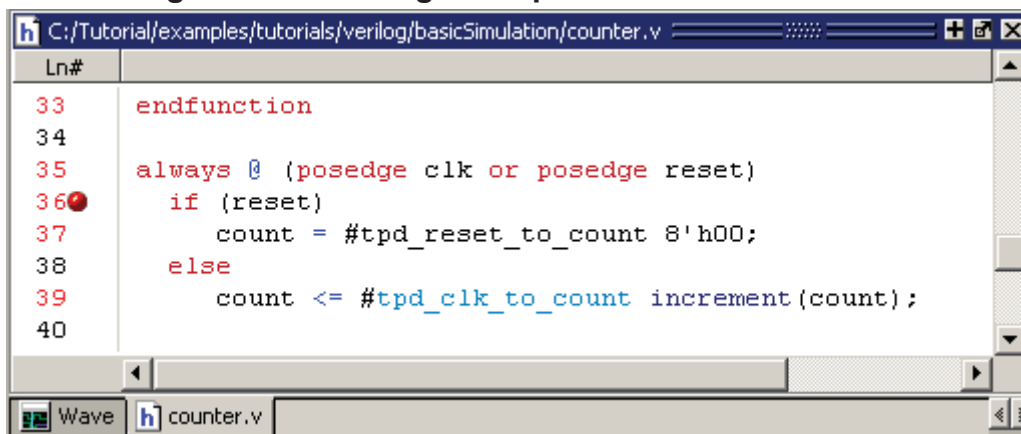 C:/Tutorial/examples/tutorials/verilog/basicSimulation/counter.v
Ln#
33 endfunction
34
35 always @ (posedge clk or posedge reset)
36 if (reset)
37 count = #tpd_reset_to_count 8'h00;
38 else
39 count <= #tpd_clk_to_count increment(count);
40
Wave counter.v